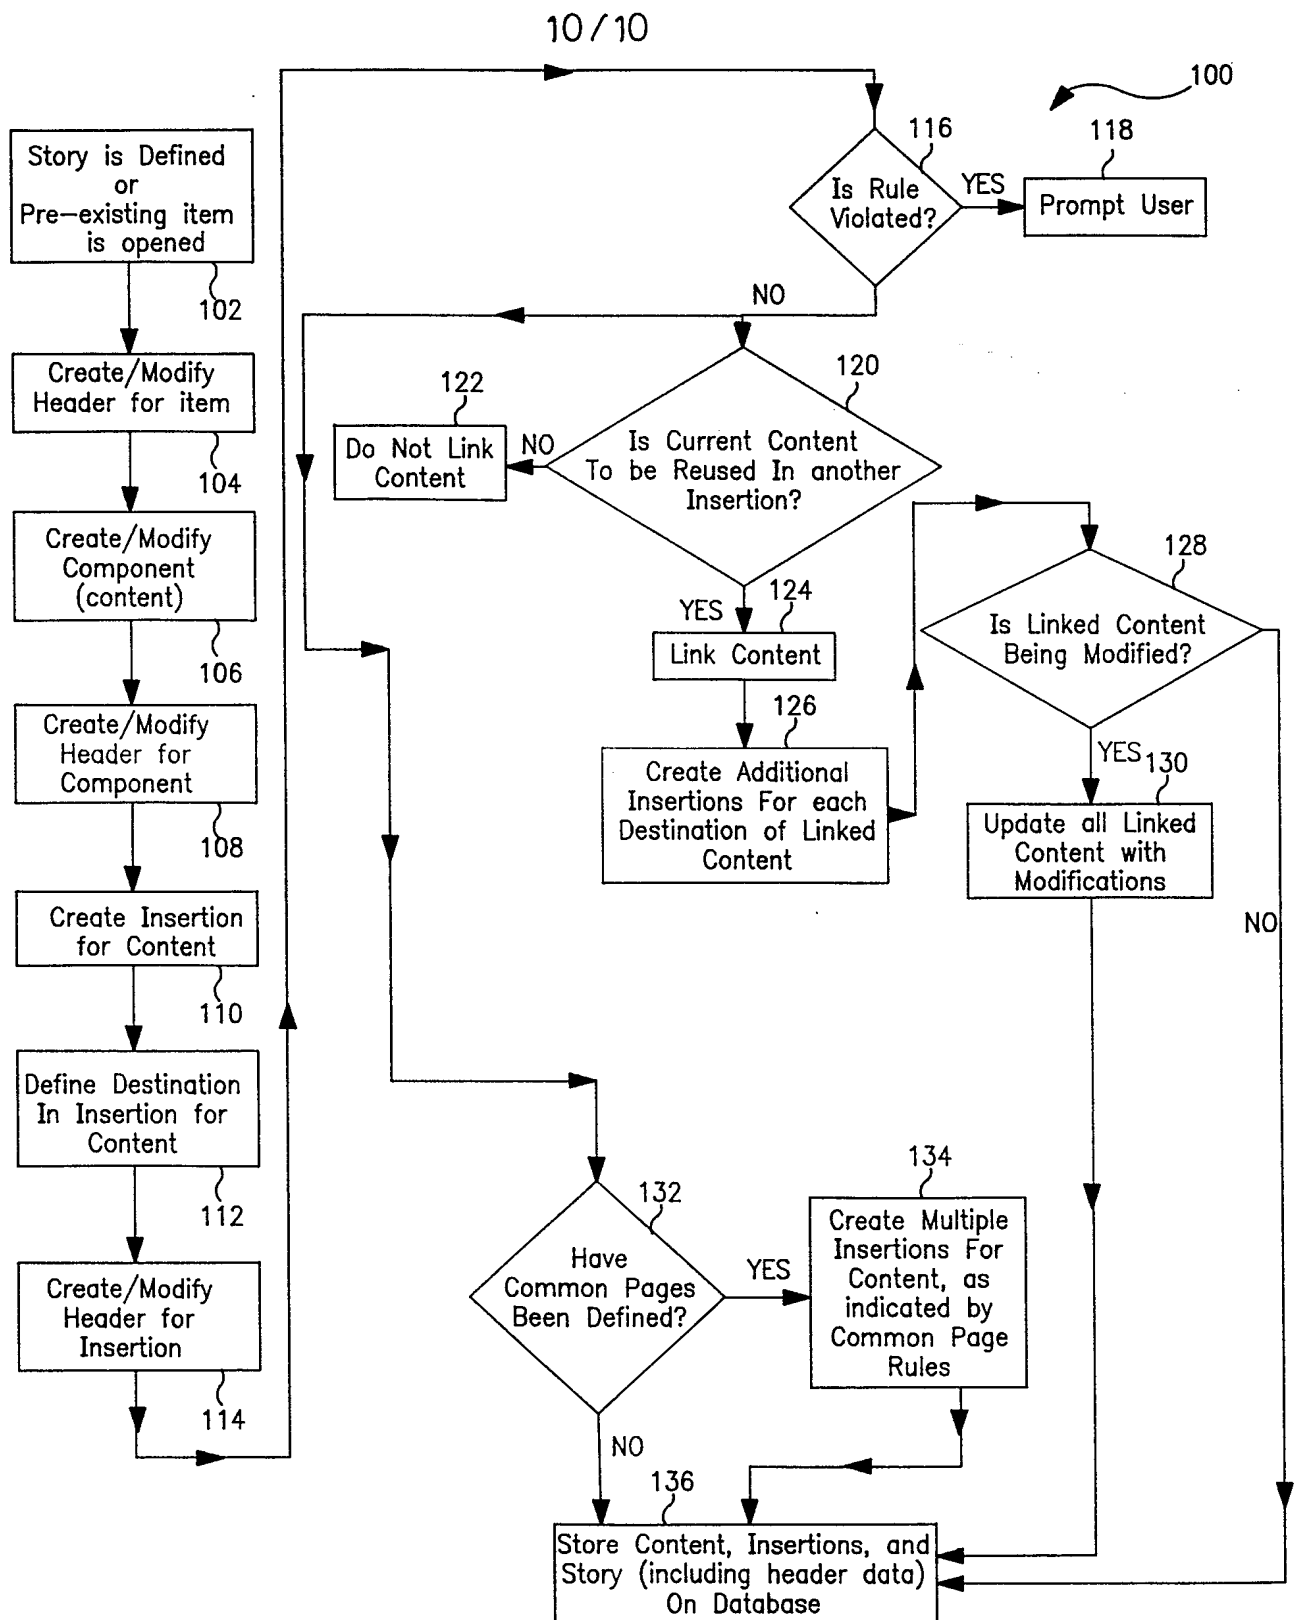 10/10
100
Story is Defined
or
Pre-existing item
is opened
102
Create/Modify
Header for item
104
Create/Modify
Component
(content)
106
Create/Modify
Header for
Component
108
Create Insertion
for Content
110
Define Destination
In Insertion for
Content
112
Create/Modify
Header for
Insertion
114
116
Is Rule
Violated?
YES
118
Prompt User
NO
120
Is Current Content
To be Reused In another
Insertion?
NO
122
Do Not Link
Content
YES
124
Link Content
126
Create Additional
Insertions For each
Destination of Linked
Content
128
Is Linked Content
Being Modified?
YES
130
Update all Linked
Content with
Modifications
NO
132
Have
Common Pages
Been Defined?
YES
134
Create Multiple
Insertions For
Content, as
indicated by
Common Page
Rules
NO
136
Store Content, Insertions, and
Story (including header data)
On Database